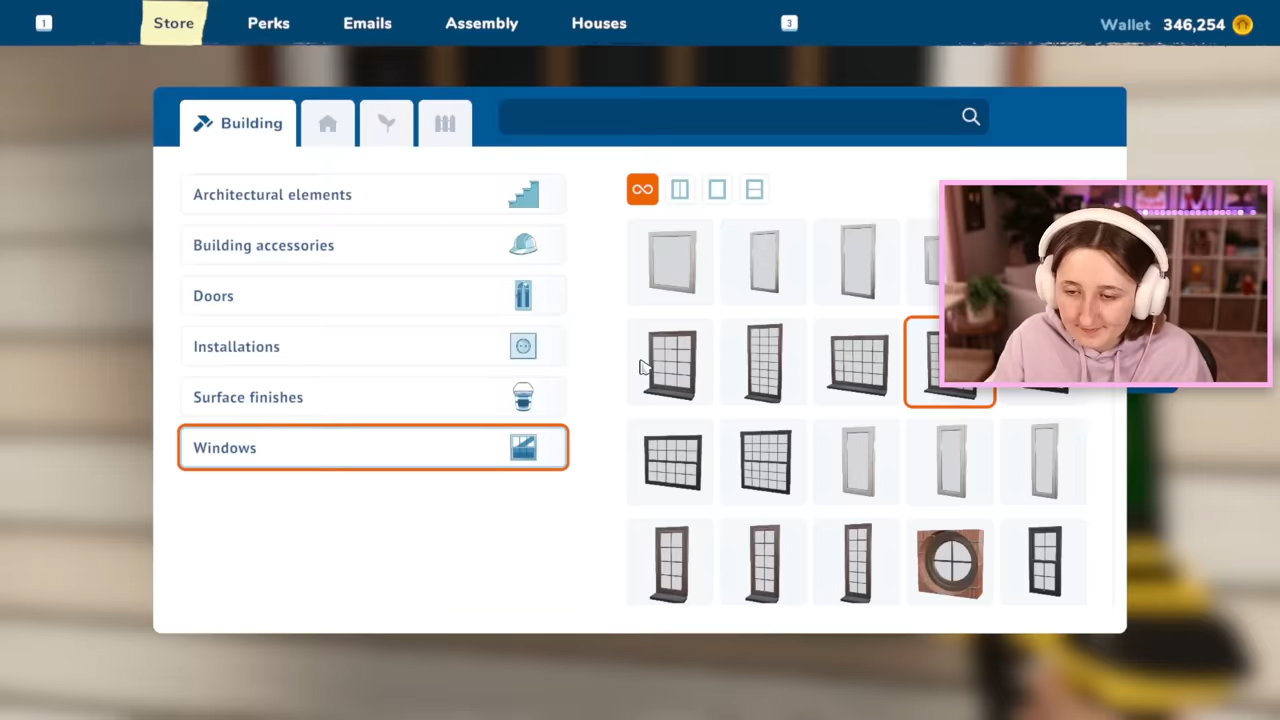 1
Store
Perks
Emails
Assembly
Houses
3
Wallet 346,254
Building
Architectural elements
Building accessories
Doors
Installations
Surface finishes
Windows